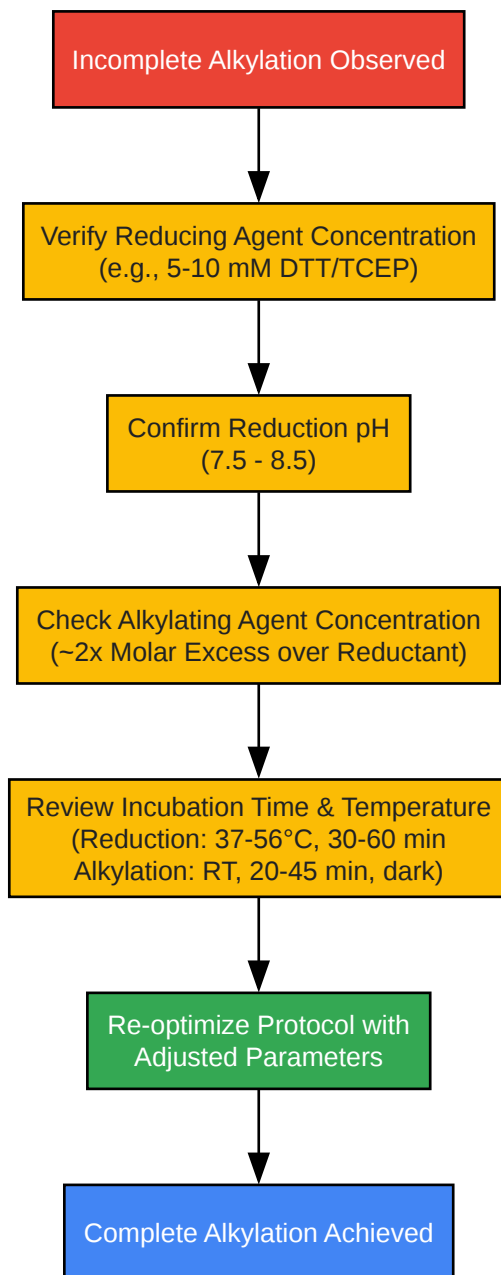 Incomplete Alkylation Observed
Verify Reducing Agent Concentration
(e.g., 5-10 mM DTT/TCEP)
Confirm Reduction pH
(7.5 - 8.5)
Check Alkylating Agent Concentration
(~2x Molar Excess over Reductant)
Review Incubation Time & Temperature
(Reduction: 37-56°C, 30-60 min
Alkylation: RT, 20-45 min, dark)
Re-optimize Protocol with
Adjusted Parameters
Complete Alkylation Achieved